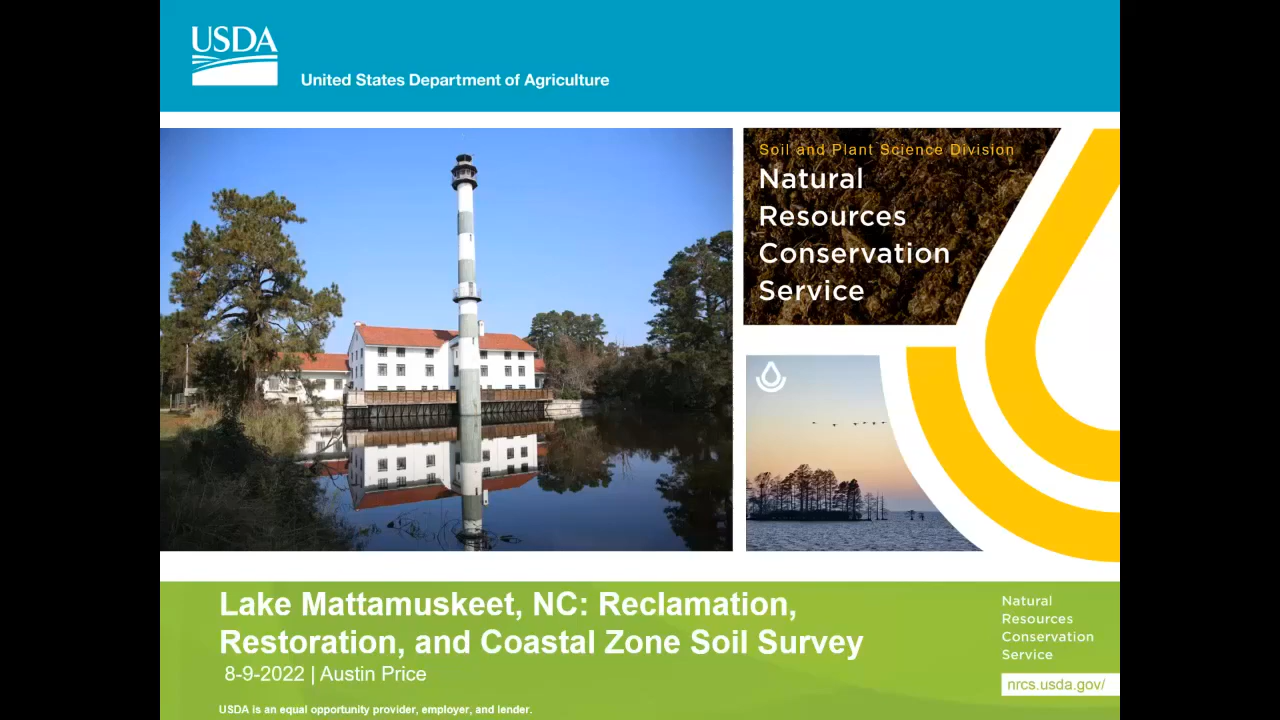 USDA
United States Department of Agriculture
Soil and Plant Science Division
Natural
Resources
Conservation
Service
Lake Mattamuskeet, NC: Reclamation,
Restoration, and Coastal Zone Soil Survey
8-9-2022 | Austin Price
USDA is an equal opportunity provider, employer, and lender.
Natural
Resources
Conservation
Service
nrcs.usda.gov/